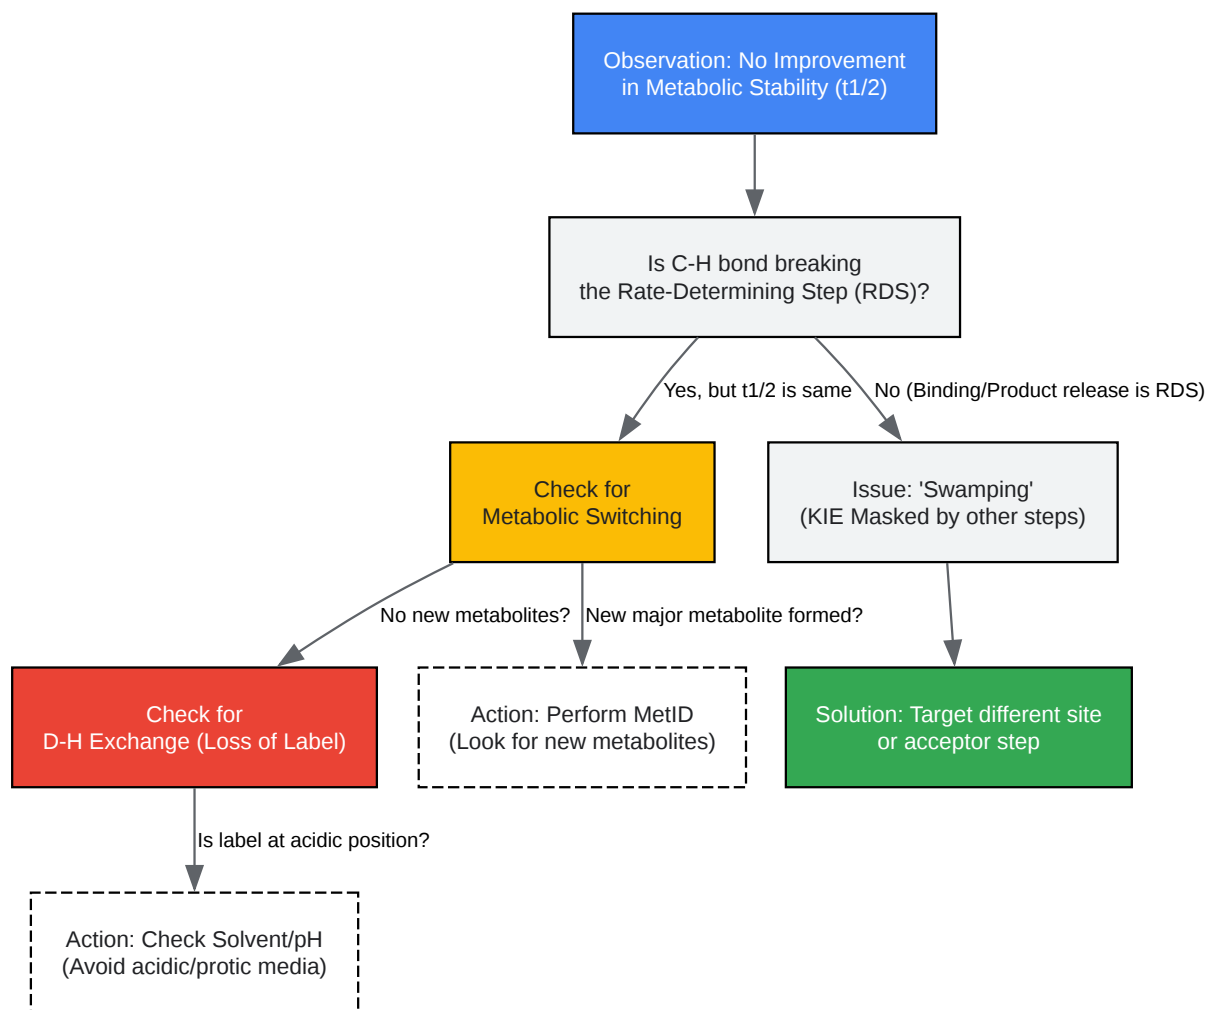 Observation: No Improvement
in Metabolic Stability (t1/2)
Is C-H bond breaking
the Rate-Determining Step (RDS)?
Yes, but t1/2 is same
No (Binding/Product release is RDS)
Check for
Metabolic Switching
Issue: 'Swamping'
(KIE Masked by other steps)
No new metabolites?
New major metabolite formed?
Check for
D-H Exchange (Loss of Label)
Action: Perform MetID
(Look for new metabolites)
Solution: Target different site
or acceptor step
Is label at acidic position?
Action: Check Solvent/pH
(Avoid acidic/protic media)